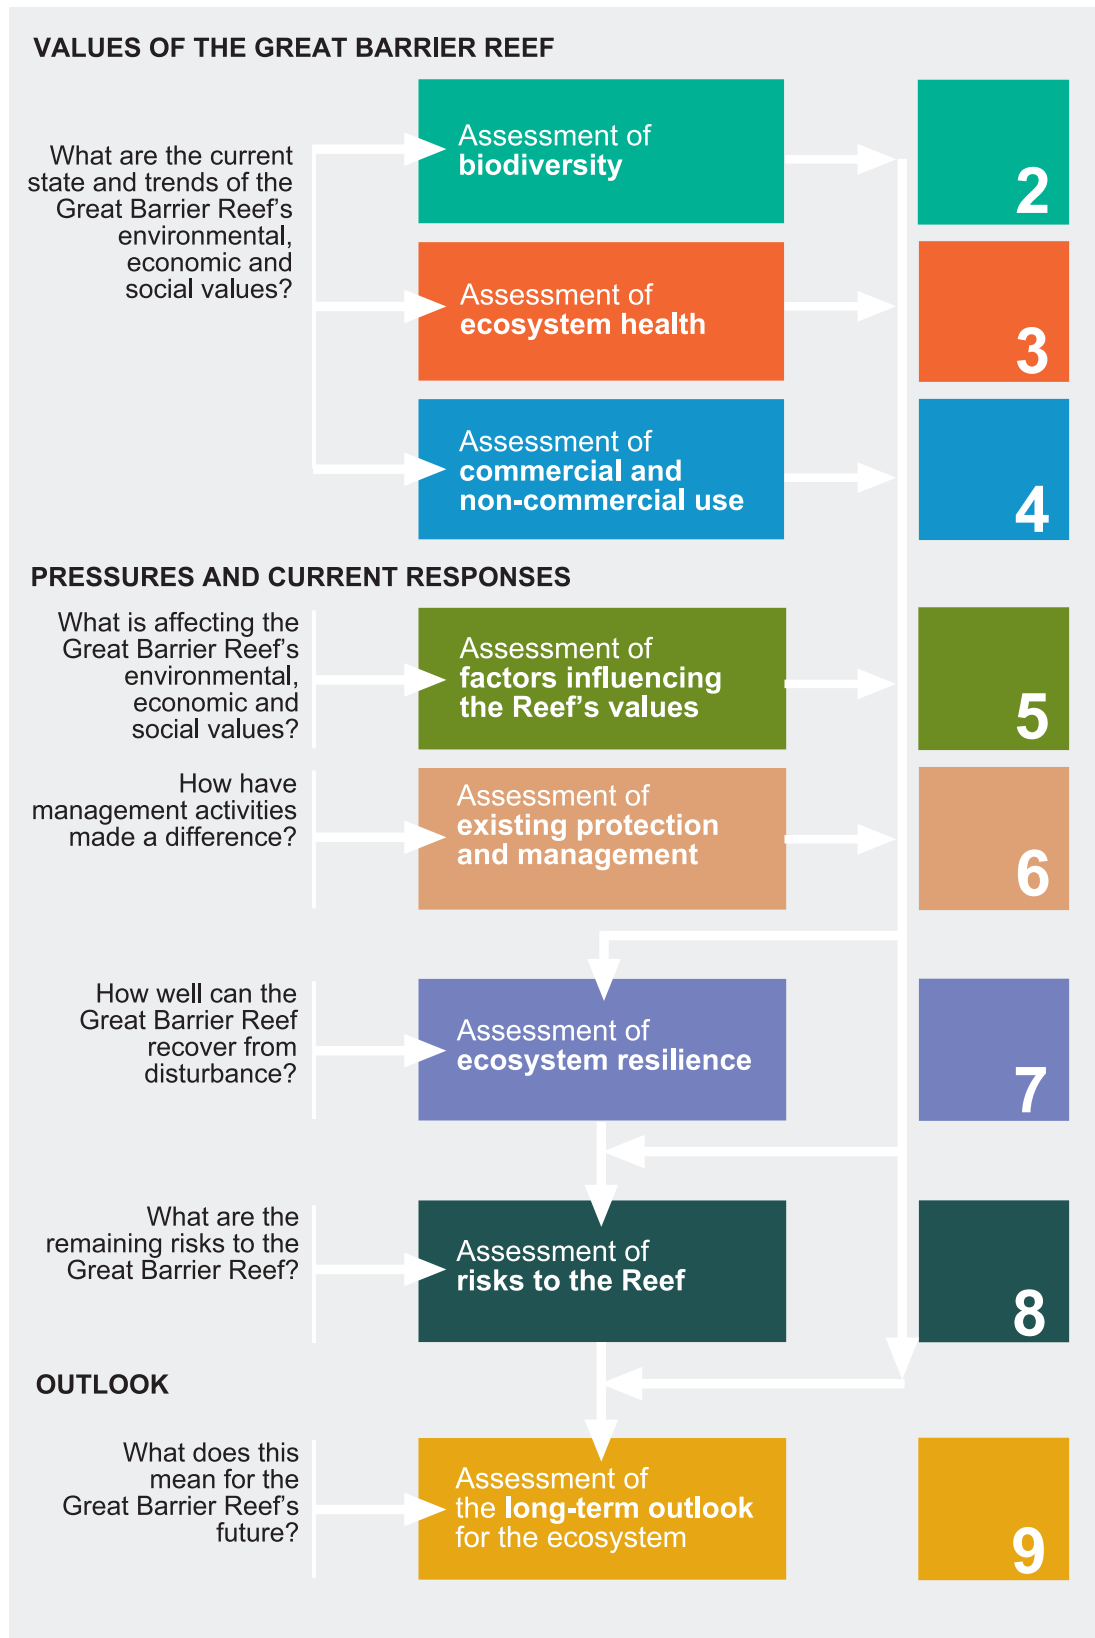 VALUES OF THE GREAT BARRIER REEF
What are the current
state and trends of the
Great Barrier Reef’s
environmental,
economic and
social values?
Assessment of
biodiversity
2
Assessment of
ecosystem health
3
Assessment of
commercial and
non-commercial use
4
PRESSURES AND CURRENT RESPONSES
What is affecting the
Great Barrier Reef’s
environmental,
economic and
social values?
Assessment of
factors influencing
the Reef’s values
5
How have
management activities
made a difference?
Assessment of
existing protection
and management
6
How well can the
Great Barrier Reef
recover from
disturbance?
Assessment of
ecosystem resilience
7
What are the
remaining risks to the
Great Barrier Reef?
Assessment of
risks to the Reef
8
OUTLOOK
What does this
mean for the
Great Barrier Reef’s
future?
Assessment of
the long-term outlook
for the ecosystem
9